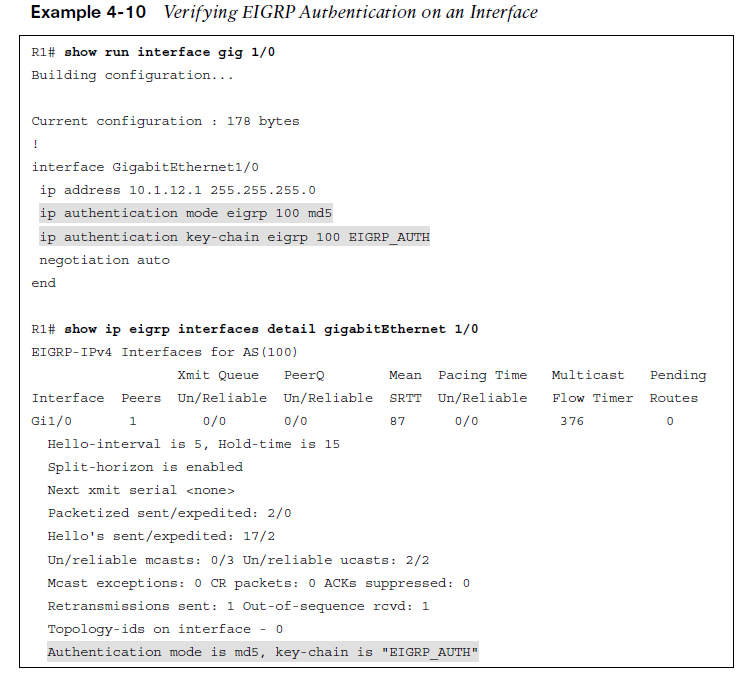 Example 4-10 Verifying EIGRP Authentication on an Interface
R1# show run interface gig 1/0
Building configuration...
Current configuration : 178 bytes
!
interface GigabitEthernet1/0
ip address 10.1.12.1 255.255.255.0
ip authentication mode eigrp 100 md5
ip authentication key-chain eigrp 100 EIGRP_AUTH
negotiation auto
end
R1# show ip eigrp interfaces detail gigabitEthernet 1/0
EIGRP-IPv4 Interfaces for AS(100)
Xmit Queue PeerQ Mean Pacing Time Multicast Pending
Interface Peers Un/Reliable Un/Reliable SRTT Un/Reliable Flow Timer Routes
Gi1/0 1 0/0 0/0 87 0/0 376 0
Hello-interval is 5, Hold-time is 15
Split-horizon is enabled
Next xmit serial <none>
Packetized sent/expedited: 2/0
Hello's sent/expedited: 17/2
Un/reliable mcasts: 0/3 Un/reliable ucasts: 2/2
Mcast exceptions: 0 CR packets: 0 ACKs suppressed: 0
Retransmissions sent: 1 Out-of-sequence rcvd: 1
Topology-ids on interface - 0
Authentication mode is md5, key-chain is "EIGRP_AUTH"